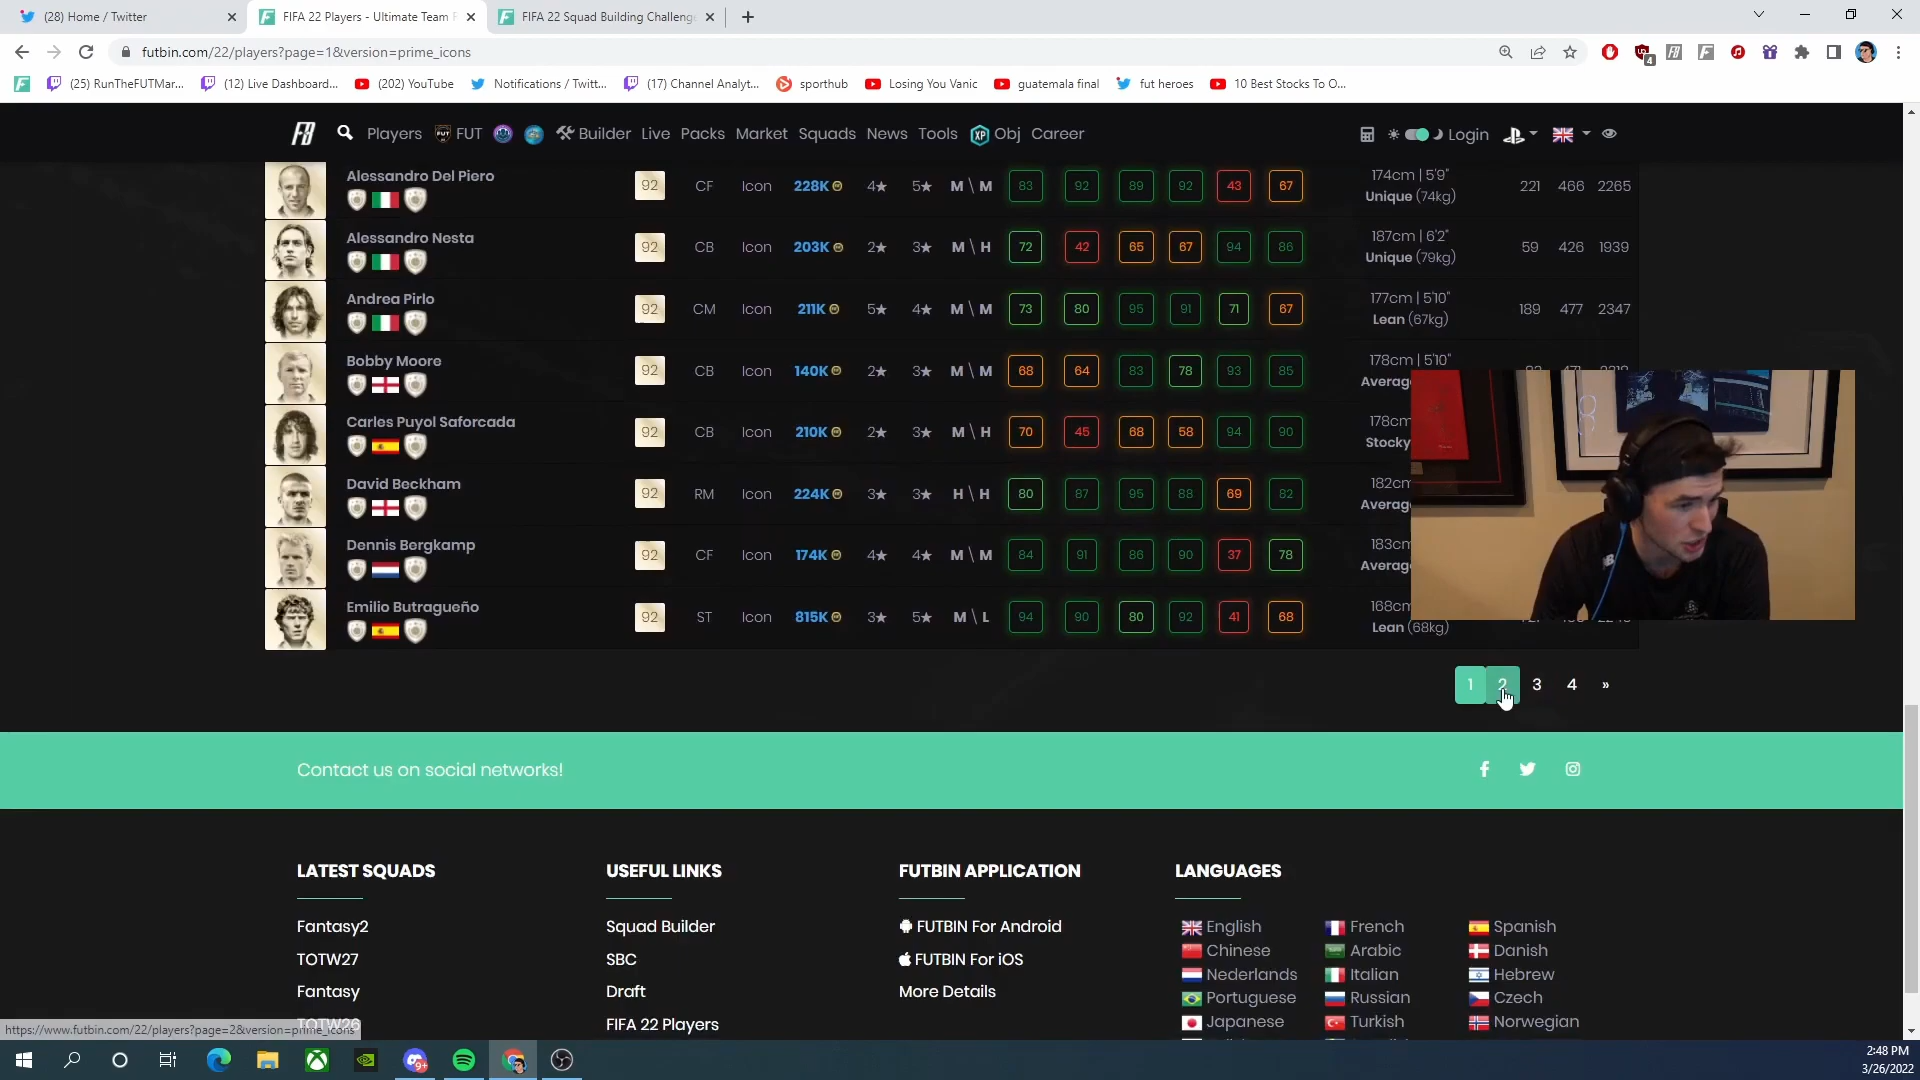 (28) Home / Twitter
FIFA 22 Players - Ultimate Team
FIFA 22 Squad Building Challeng
futbin.com/22/players?page=1&version=prime_icons
4
(25) RunTheFUTMar...
(12) Live Dashboard...
(202) YouTube
Notifications / Twitt...
(17) Channel Analyt...
sporthub
Losing You Vanic
guatemala final
fut heroes
10 Best Stocks To O...
Players FUT Builder Live Packs Market Squads News Tools XP Obj Career Login
Alessandro Del Piero 92 CF Icon 228K 4★ 5★ M \ M 83 92 89 92 43 67 174cm | 5'9" 221 466 2265
Unique (74kg)
Alessandro Nesta 92 CB Icon 203K 2★ 3★ M \ H 72 42 65 67 94 86 187cm | 6'2" 59 426 1939
Unique (79kg)
Andrea Pirlo 92 CM Icon 211K 5★ 4★ M \ M 73 80 95 91 71 67 177cm | 5'10" 189 477 2347
Lean (67kg)
Bobby Moore 92 CB Icon 140K 2★ 3★ M \ M 68 64 83 78 93 85 178cm | 5'10"
Averag
Carles Puyol Saforcada 92 CB Icon 210K 2★ 3★ M \ H 70 45 68 58 94 90 178cm
Stocky
David Beckham 92 RM Icon 224K 3★ 3★ H \ H 80 87 95 88 69 82 182cm
Averag
Dennis Bergkamp 92 CF Icon 174K 4★ 4★ M \ M 84 91 86 90 37 78 183cm
Averag
Emilio Butragueño 92 ST Icon 815K 3★ 5★ M \ L 94 90 80 92 41 68 168cm
Lean (68kg)
1 2 3 4 »
Contact us on social networks!
LATEST SQUADS USEFUL LINKS FUTBIN APPLICATION LANGUAGES
Fantasy2 Squad Builder FUTBIN For Android English French Spanish
Chinese Arabic Danish
TOTW27 SBC FUTBIN For iOS
Nederlands Italian Hebrew
Fantasy Draft More Details
Portuguese Russian Czech
TOTW26 FIFA 22 Players Japanese Turkish Norwegian
https://www.futbin.com/22/players?page=2&version=prime_icons
9+
2:48 PM
3/26/2022